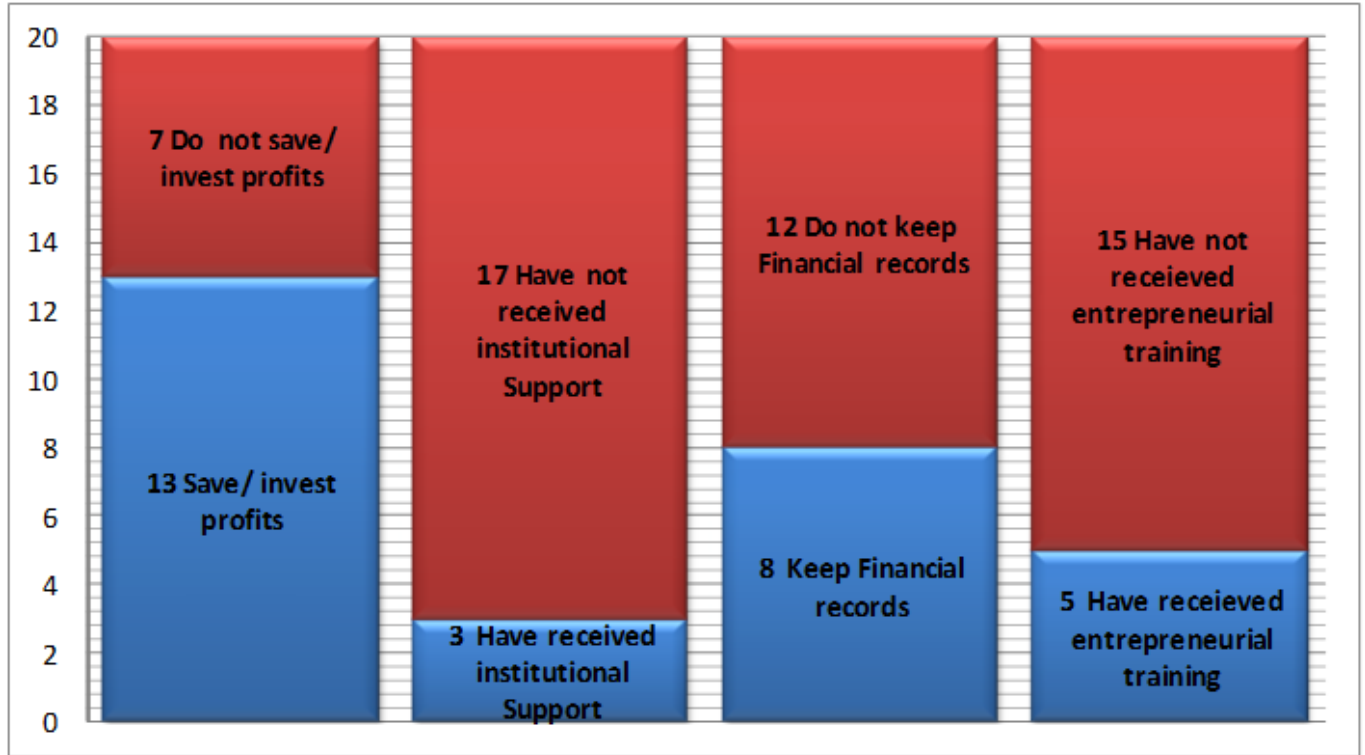 20
18
16
14
12
10
8
6
4
2
0
7 Do not save/
invest profits
13 Save/ invest
profits
17 Have not
received
institutional
Support
3 Have received
institutional
Support
12 Do not keep
Financial records
8 Keep Financial
records
15 Have not
receieved
entrepreneurial
training
5 Have receieved
entrepreneurial
training